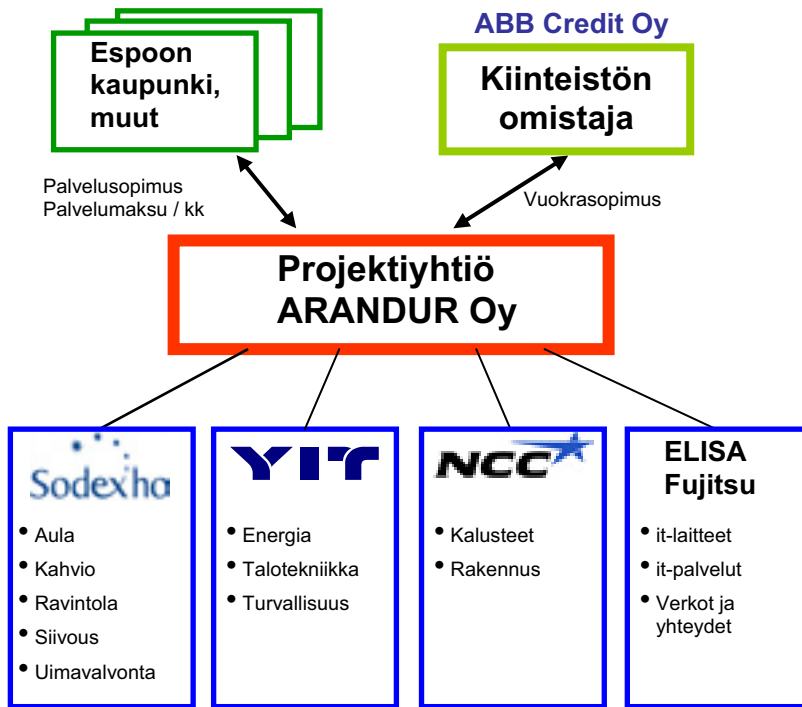 ABB Credit Oy
Espoon
kaupunki,
muut
Kiinteistön
omistaja
Palvelusopimus
Palvelumaksu / kk
Vuokrasopimus
Projektiyhtiö
ARANDUR Oy
Sodexho
• Aula
• Kahvio
• Ravintola
• Siivous
• Uimavalvonta
YIT
• Energia
• Talotekniikka
• Turvallisuus
NCC
• Kalusteet
• Rakennus
ELISA
Fujitsu
• it-laitteet
• it-palvelut
• Verkot ja
yhteydet